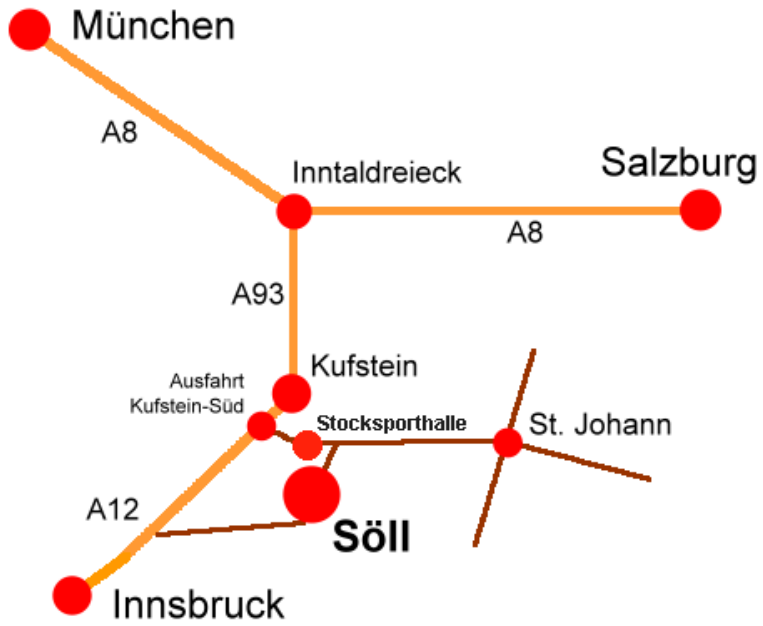 München
A8
Salzburg
Inntaldreieck
A8
A93
Kufstein
Ausfahrt
Kufstein-Süd
Stocksporthalle
St. Johann
A12
Söll
Innsbruck